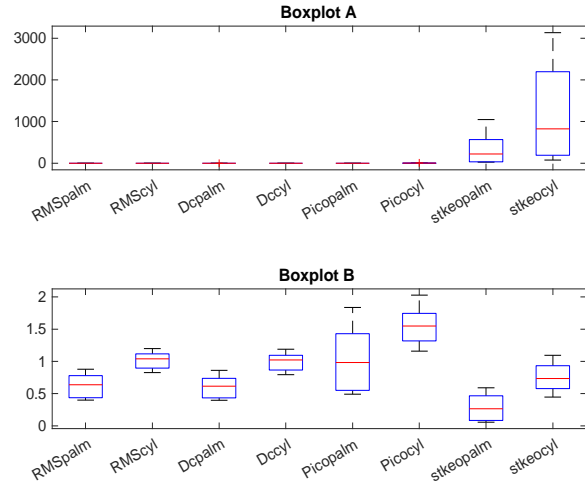 Boxplot A
3000
2000
1000
0
RMSpalm RMScyl Dcpalm Dccyl Picopalm Picocyl stkeopalm stkeocyl
Boxplot B
2
1.5
1
0.5
0
RMSpalm RMScyl Dcpalm Dccyl Picopalm Picocyl stkeopalm stkeocyl